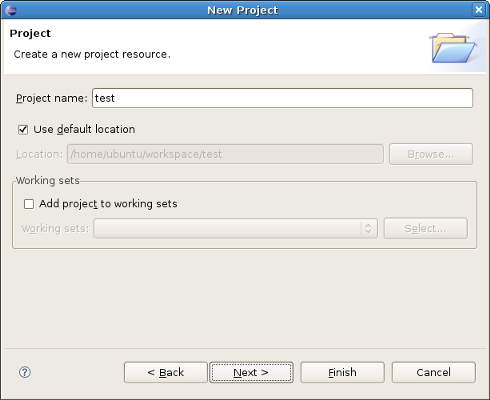 New Project
Project
Create a new project resource.
Project name: test
Use default location
Location: /home/ubuntu/workspace/test Browse...
Working sets
Add project to working sets
Working sets: Select...
? < Back Next > Finish Cancel